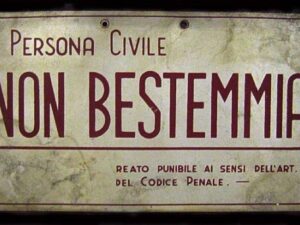 PERSONA CIVILE
NON BESTEMMIA
REATO PUNIBILE AI SENSI DELL'ART.
DEL CODICE PENALE. —